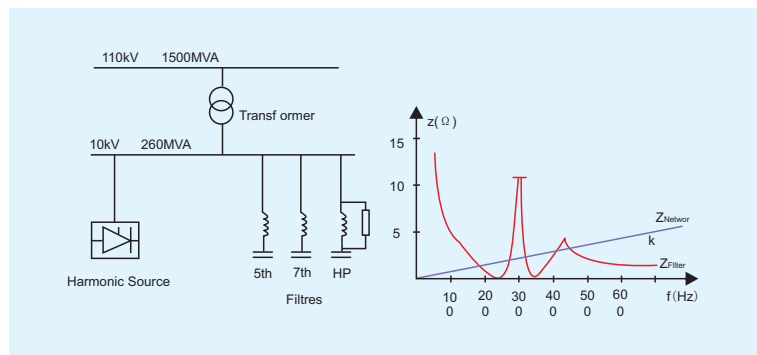 110kV 1500MVA
Transf ormer
10kV 260MVA
Harmonic Source
5th 7th HP
Filtres
z(Ω)
15
10
5
ZNetwor
k
ZFIlter
10 20 30 40 50 60
0 0 0 0 0 0
f(Hz)